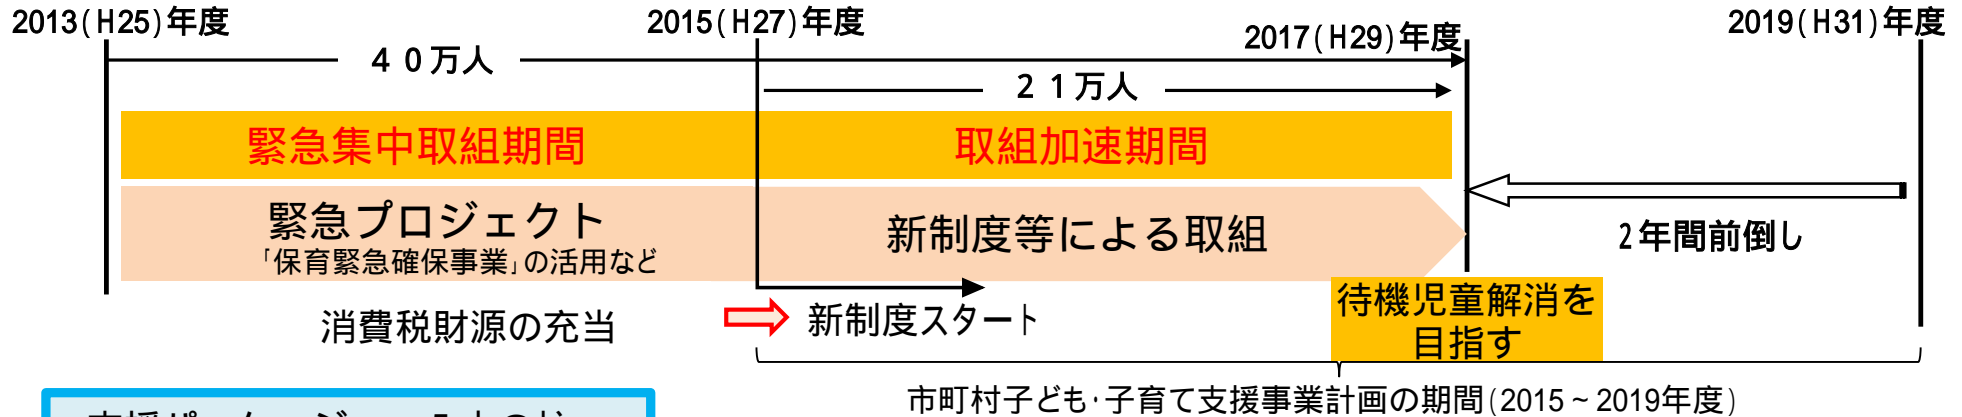 2013(H25)年度
2015(H27)年度
2017(H29)年度
2019(H31)年度
４０万人
２１万人
緊急集中取組期間
取組加速期間
緊急プロジェクト
「保育緊急確保事業」の活用など
新制度等による取組
2年間前倒し
消費税財源の充当
新制度スタート
待機児童解消を
目指す
市町村子ども･子育て支援事業計画の期間(2015～2019年度)